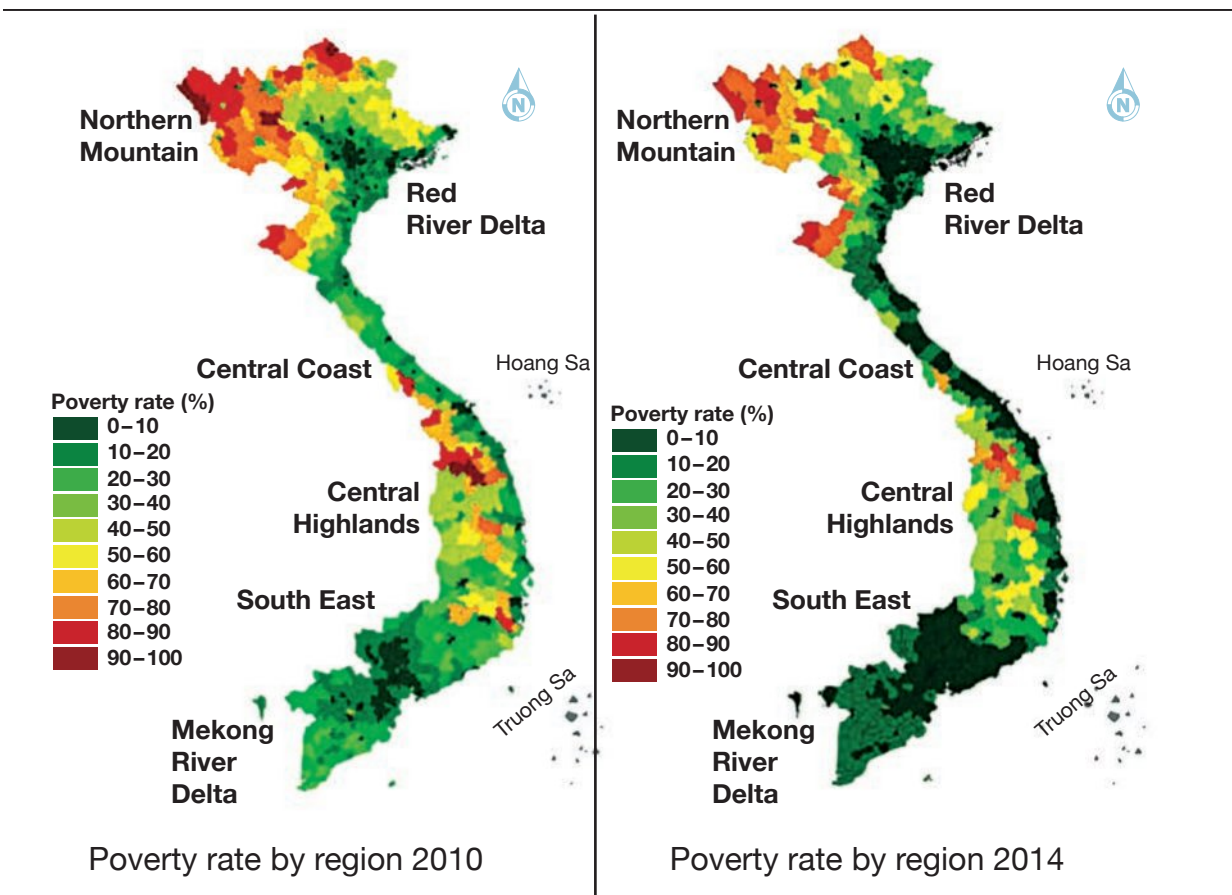 N
Northern
Mountain
Red
River Delta
Central Coast
Hoang Sa
Poverty rate (%)
0–10
10–20
20–30
30–40
40–50
50–60
60–70
70–80
80–90
90–100
Central
Highlands
South East
Truong Sa
Mekong
River
Delta
Poverty rate by region 2010
N
Northern
Mountain
Red
River Delta
Central Coast
Hoang Sa
Poverty rate (%)
0–10
10–20
20–30
30–40
40–50
50–60
60–70
70–80
80–90
90–100
Central
Highlands
South East
Truong Sa
Mekong
River
Delta
Poverty rate by region 2014